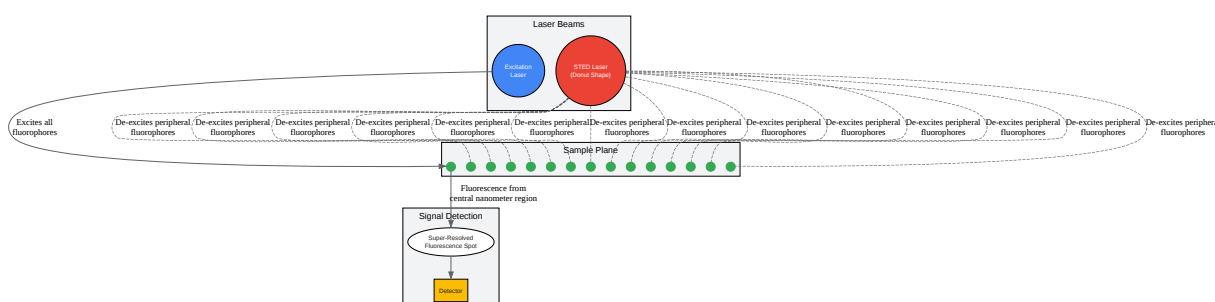 Laser Beams
Excitation
Laser
STED Laser
(Donut Shape)
Excites all
fluorophores
De-excites peripheral
fluorophores
De-excites peripheral
fluorophores
De-excites peripheral
fluorophores
De-excites peripheral
fluorophores
De-excites peripheral
fluorophores
De-excites peripheral
fluorophores
De-excites peripheral
fluorophores
De-excites peripheral
fluorophores
De-excites peripheral
fluorophores
De-excites peripheral
fluorophores
De-excites peripheral
fluorophores
De-excites peripheral
fluorophores
De-excites peripheral
fluorophores
De-excites periphera
fluorophores
Sample Plane
Fluorescence from
central nanometer region
Signal Detection
Super-Resolved
Fluorescence Spot
Detector